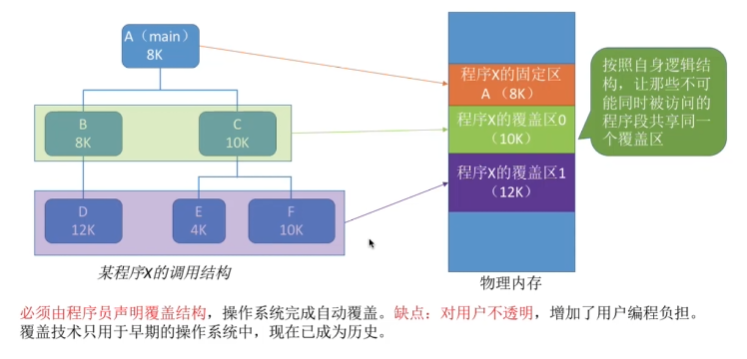 A（main）
8K
B
8K
C
10K
D
12K
E
4K
F
10K
某程序X的调用结构
程序X的固定区
A（8K）
程序X的覆盖区0
（10K）
程序X的覆盖区1
（12K）
物理内存
按照自身逻辑结
构，让那些不可
能同时被访问的
程序段共享同一
个覆盖区
必须由程序员声明覆盖结构，操作系统完成自动覆盖。缺点：对用户不透明，增加了用户编程负担。
覆盖技术只用于早期的操作系统中，现在已成为历史。